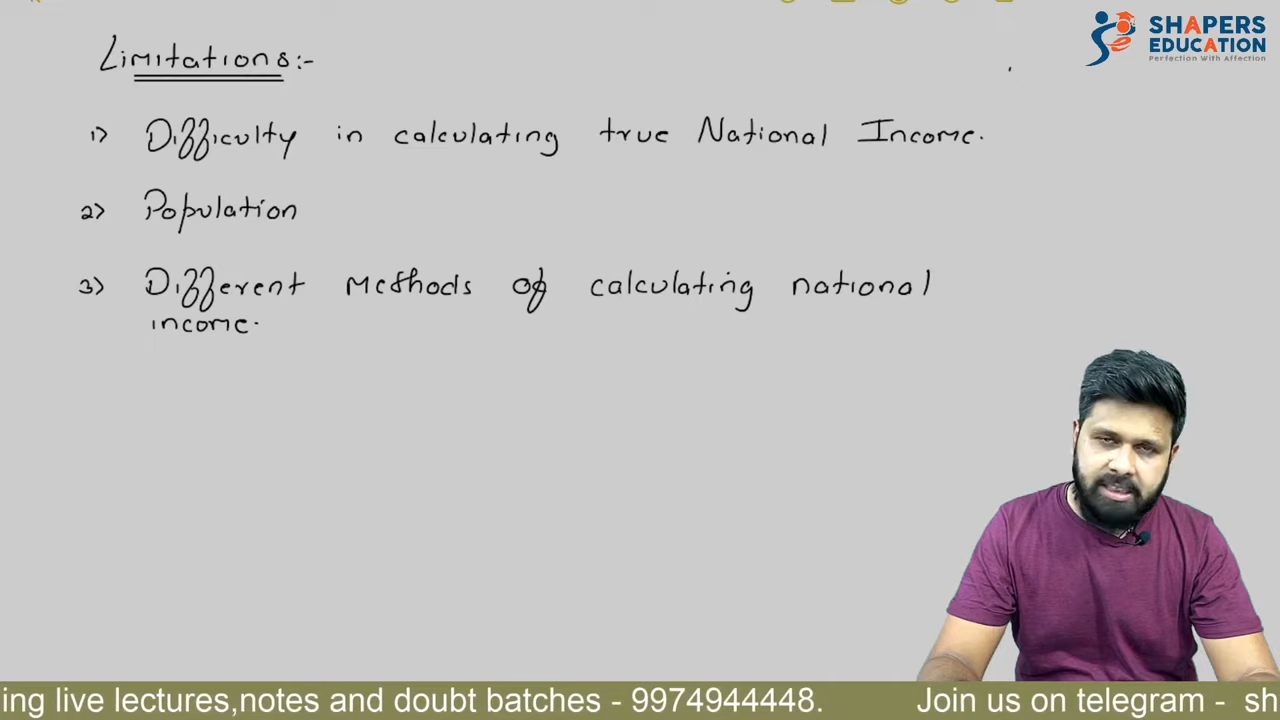 SHAPERS
EDUCATION
Perfection With Affection
Limitations:-
1) Difficulty in calculating true National Income.
2) Population
3) Different methods of calculating national
income.
ing live lectures,notes and doubt batches - 9974944448. Join us on telegram - sh